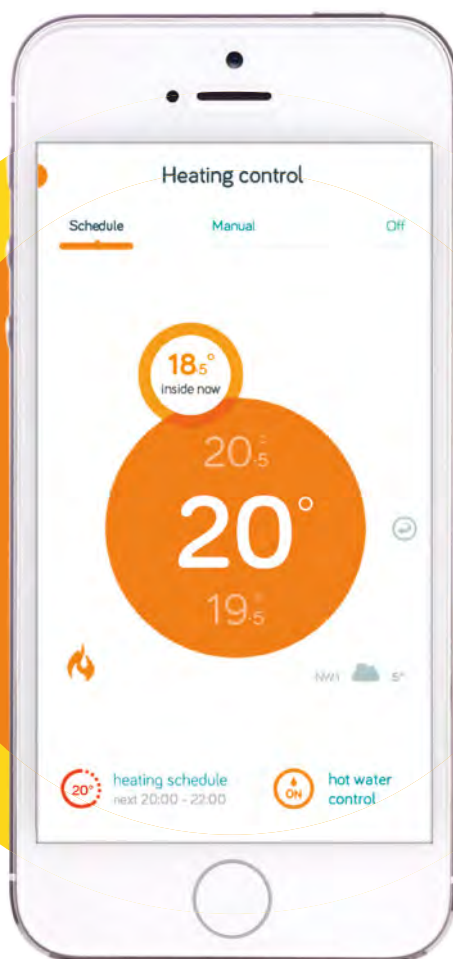 Heating control
Schedule Manual Off
18.5°
inside now
20.5°
20°
19.5°
NW1 5°
20° heating schedule
next 20:00 - 22:00
ON
hot water
control